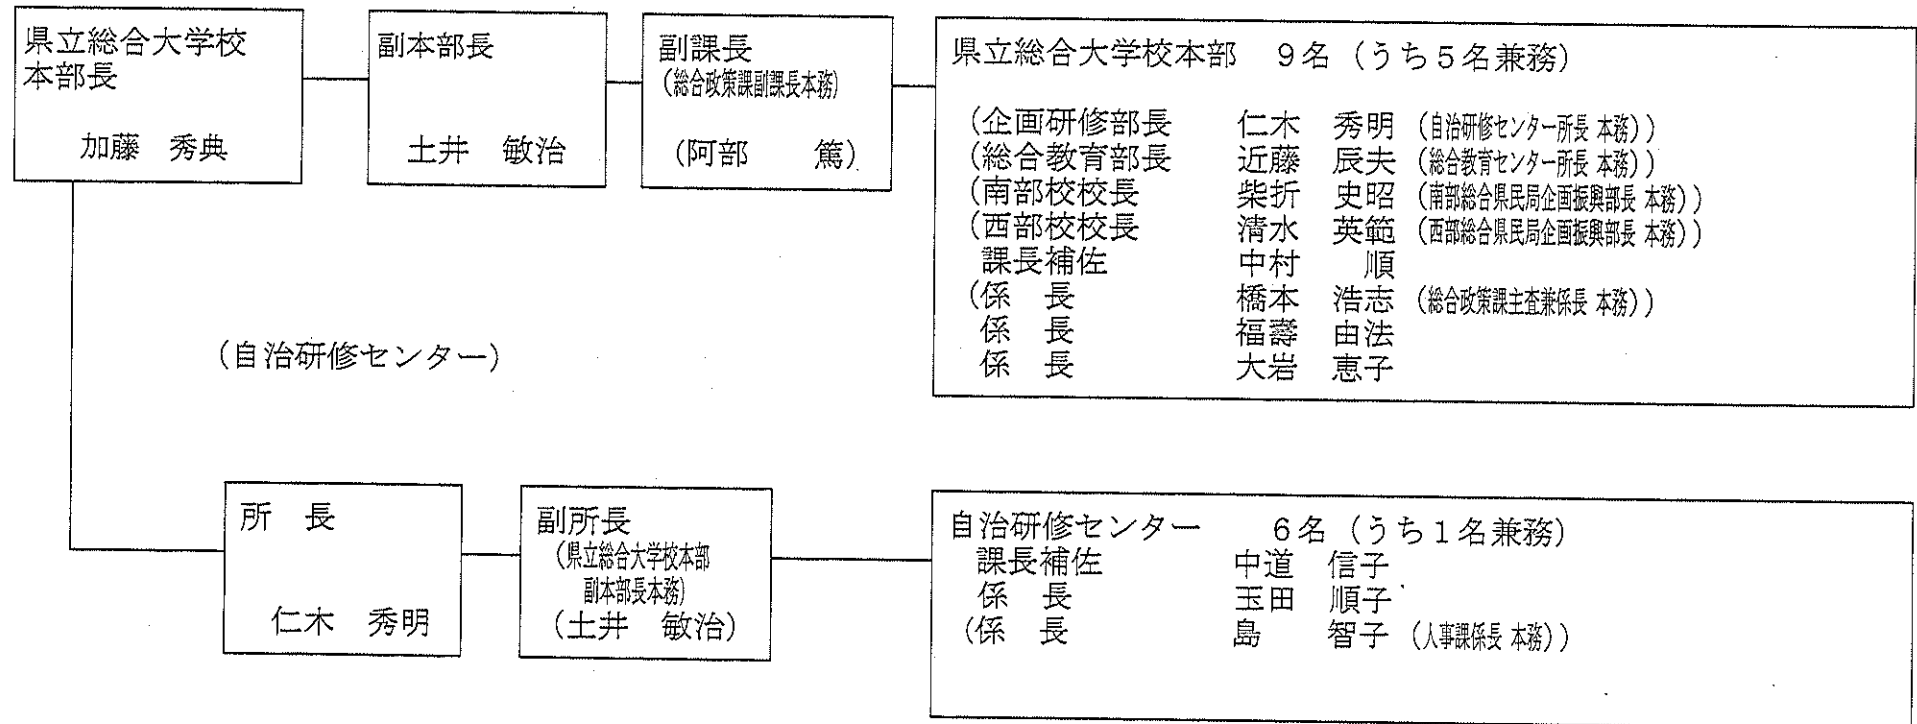 県立総合大学校
本部長
加藤 秀典
副本部長
土井 敏治
副課長
(総合政策課副課長本務)
(阿部 篤)
県立総合大学校本部 9名(うち5名兼務)
(企画研修部長 仁木 秀明 (自治研修センター所長 本務))
(総合教育部長 近藤 辰夫 (総合教育センター所長 本務))
(南部校校長 柴折 史昭 (南部総合県民局企画振興部長 本務))
(西部校校長 清水 英範 (西部総合県民局企画振興部長 本務))
課長補佐 中村 順
(係 長 橋本 浩志 (総合政策課主査兼係長 本務))
係 長 福壽 由法
係 長 大岩 恵子
(自治研修センター)
所 長
仁木 秀明
副所長
(県立総合大学校本部
副本部長本務)
(土井 敏治)
自治研修センター 6名(うち1名兼務)
課長補佐 中道 信子
係 長 玉田 順子
(係 長 島 智子 (人事課係長 本務))